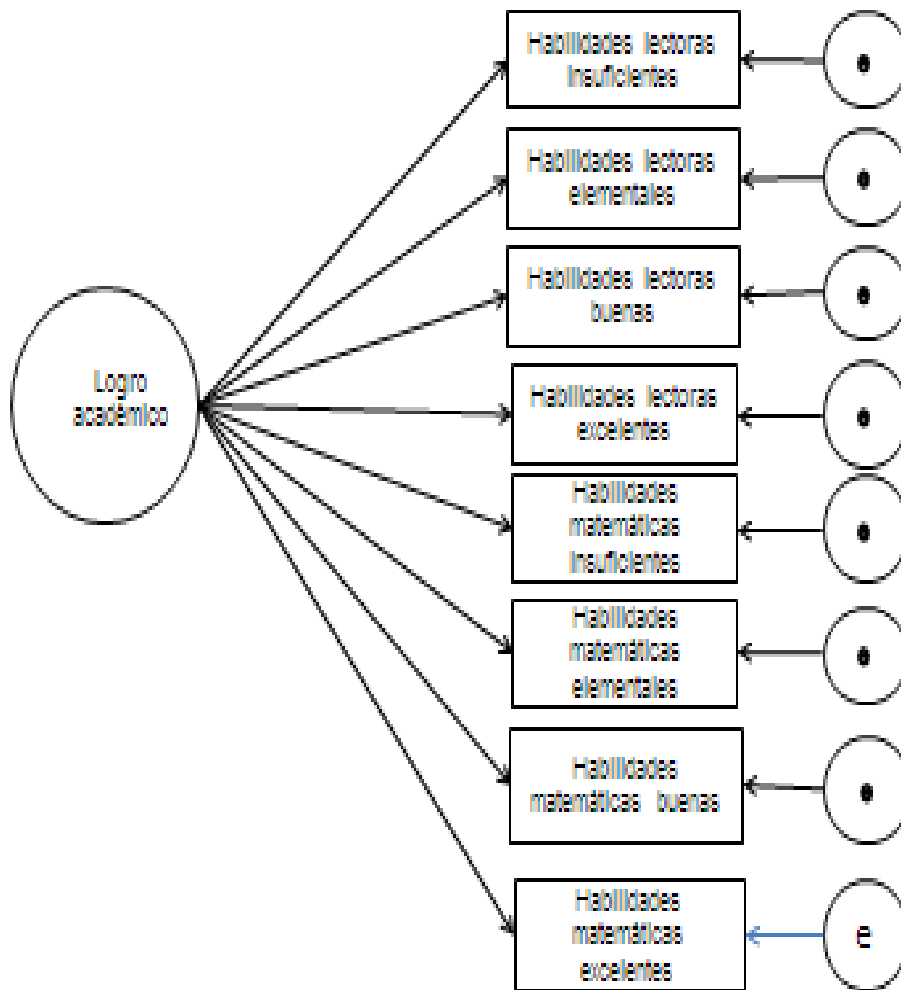 Habilidades lectoras
insuficientes
e
Habilidades lectoras
elementales
e
Habilidades lectoras
buenas
e
Logro
académico
Habilidades lectoras
excelentes
e
Habilidades
matemáticas
insuficientes
e
Habilidades
matemáticas
elementales
e
Habilidades
matemáticas buenas
e
Habilidades
matemáticas
excelentes
e